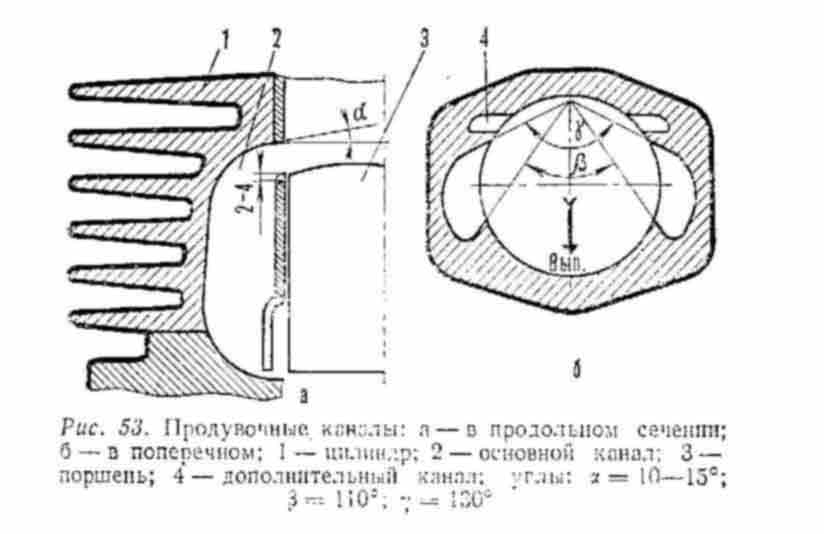 1 2 3 4
α
γ
β
2-4
Вып.
а
б
Рис. 53. Продувочные каналы: а — в продольном сечении;
б — в поперечном; 1 — цилиндр; 2 — основной канал; 3 —
поршень; 4 — дополнительный канал; углы: α = 10—15°;
β = 110°; γ =